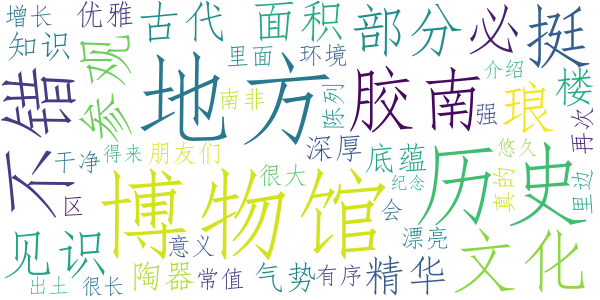 增长
优雅
古代
面积
部分
必
挺
知识
参观
里面
环境
介绍
楼
不错
地方
南非
陈列
胶南
强
琅
再次
干净
得来
朋友们
深厚
底蕴
悠久
历史
区
博物馆
很大
纪念
真的
里边
见识
意义
会
漂亮
文化
出土
很长
陶器
常值
气势
有序
精华